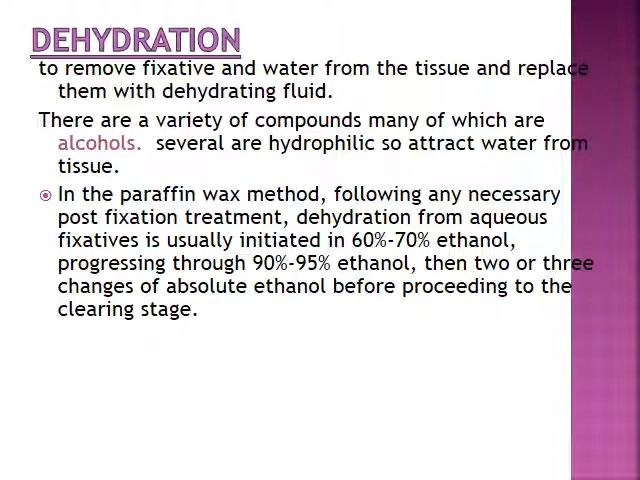 DEHYDRATION
to remove fixative and water from the tissue and replace
them with dehydrating fluid.
There are a variety of compounds many of which are
alcohols. several are hydrophilic so attract water from
tissue.
In the paraffin wax method, following any necessary
post fixation treatment, dehydration from aqueous
fixatives is usually initiated in 60%-70% ethanol,
progressing through 90%-95% ethanol, then two or three
changes of absolute ethanol before proceeding to the
clearing stage.